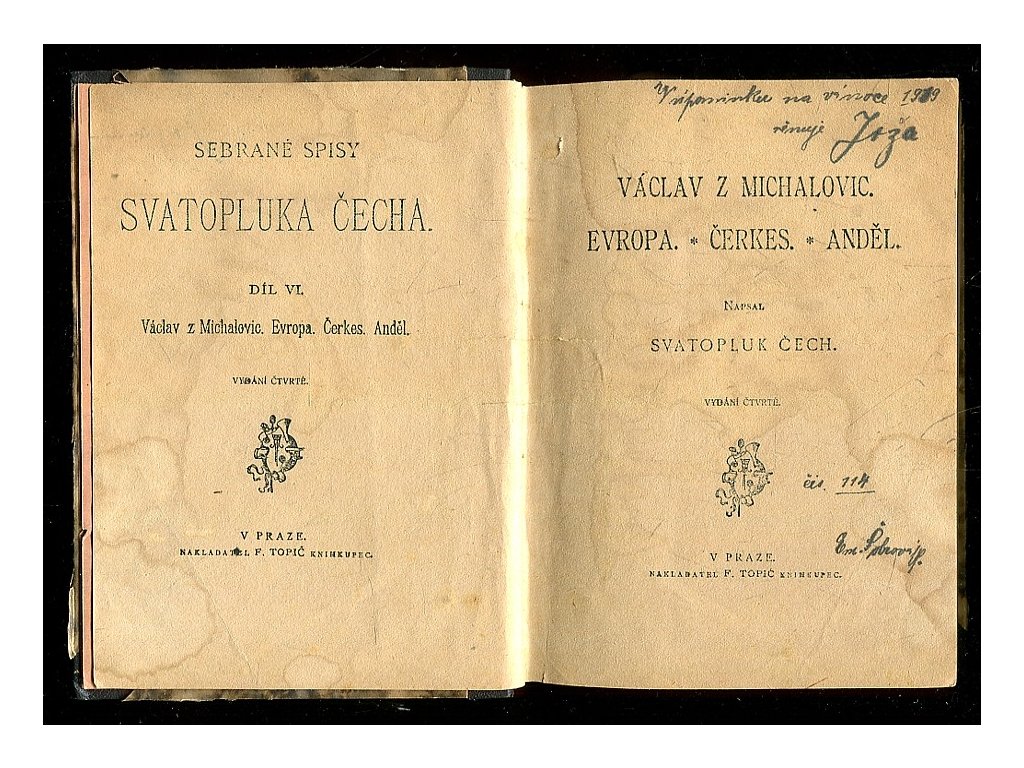 SEBRANÉ SPISY
SVATOPLUKA ČECHA.
DÍL VI.
Václav z Michalovic. Evropa. Čerkes. Anděl.
VYDÁNÍ ČTVRTÉ.
V PRAZE.
NAKLADATEL F. TOPIČ KNIHKUPEC.
na vánoce
věnuje Joža
VÁCLAV Z MICHALOVIC.
EVROPA. * ČERKES. * ANDĚL.
NAPSAL
SVATOPLUK ČECH.
VYDÁNÍ ČTVRTÉ.
čís. 114
Em.
V PRAZE.
NAKLADATEL F. TOPIČ KNIHKUPEC.